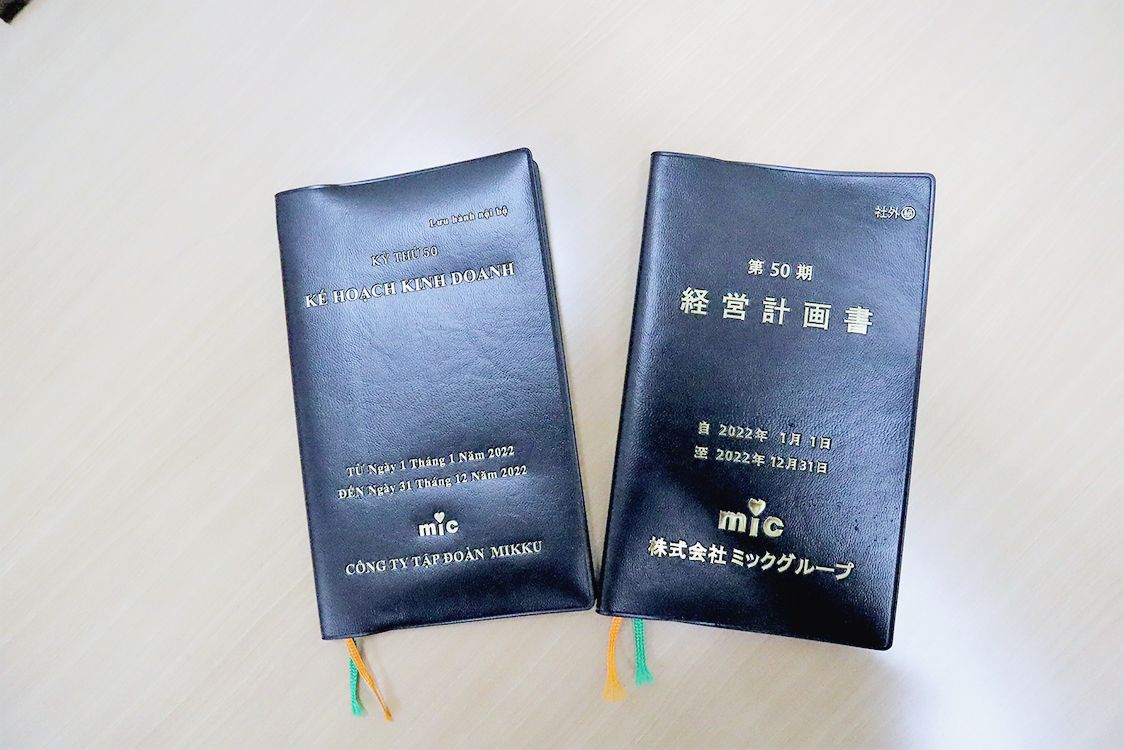 Lưu hành nội bộ
KỲ THỨ 50
KẾ HOẠCH KINH DOANH
TỪ Ngày 1 Tháng 1 Năm 2022
ĐẾN Ngày 31 Tháng 12 Năm 2022
mic
CÔNG TY TẬP ĐOÀN MIKKU
社外㊙
第50期
経営計画書
自 2022年 1月 1日
至 2022年12月31日
mic
株式会社ミックグループ